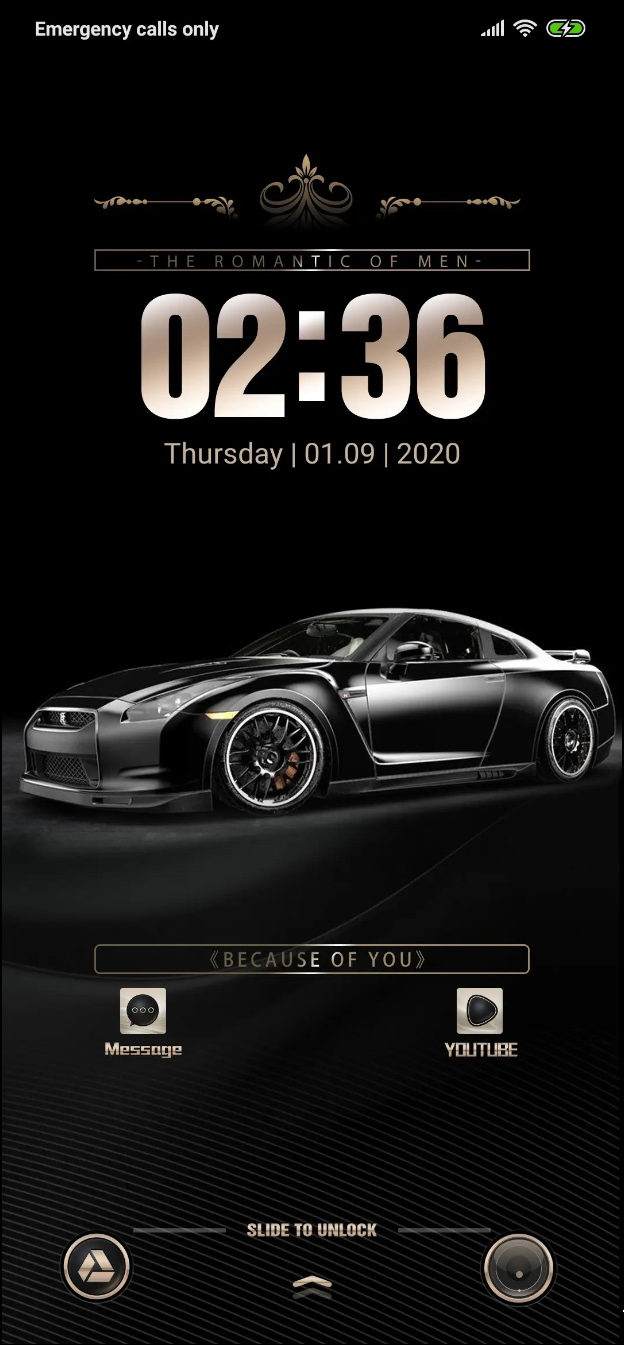 Emergency calls only
-THE ROMANTIC OF MEN-
02:36
Thursday | 01.09 | 2020
《BECAUSE OF YOU》
Message
YOUTUBE
SLIDE TO UNLOCK